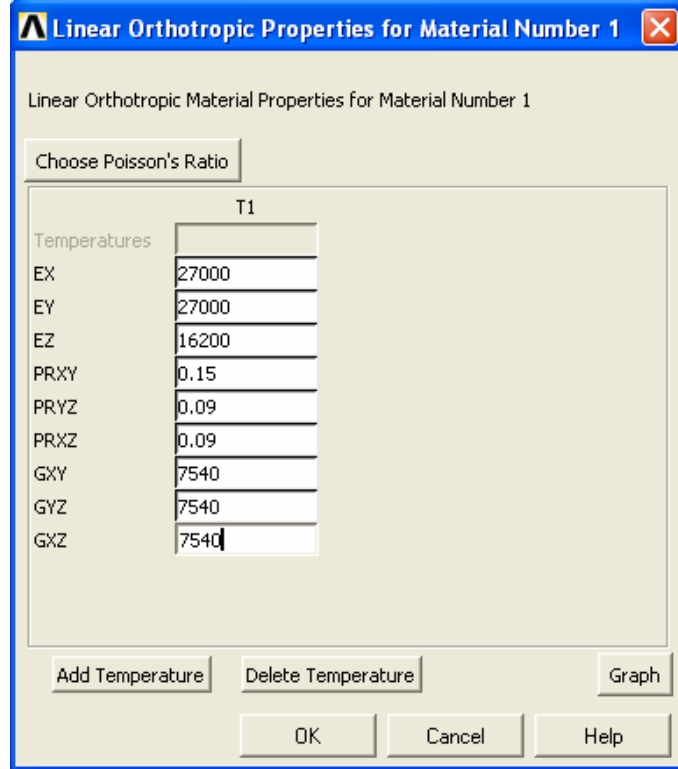 Linear Orthotropic Properties for Material Number 1
Linear Orthotropic Material Properties for Material Number 1
Choose Poisson's Ratio
T1
Temperatures
EX 27000
EY 27000
EZ 16200
PRXY 0.15
PRYZ 0.09
PRXZ 0.09
GXY 7540
GYZ 7540
GXZ 7540
Add Temperature Delete Temperature Graph
OK Cancel Help